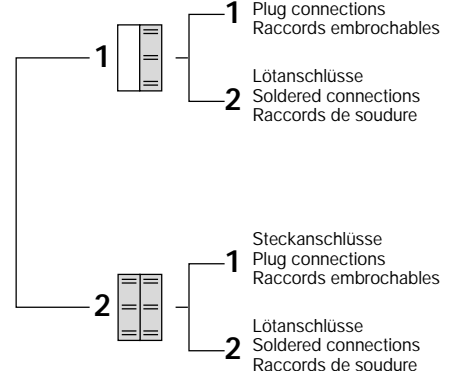 1
Plug connections
Raccords embrochables
1
Lötanschlüsse
2
Soldered connections
Raccords de soudure
Steckanschlüsse
1
Plug connections
Raccords embrochables
2
Lötanschlüsse
2
Soldered connections
Raccords de soudure